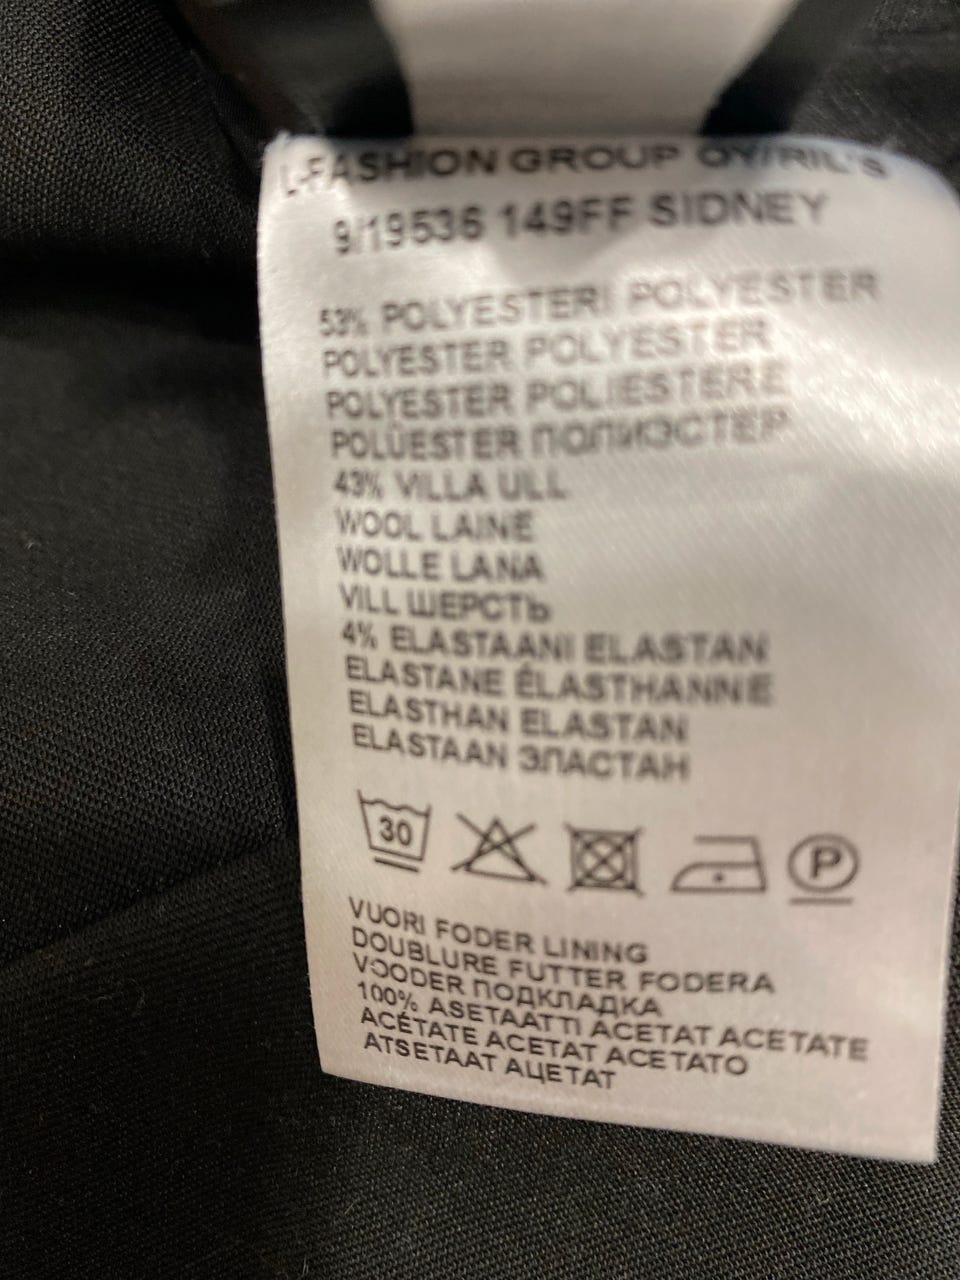 L-FASHION GROUP OY/RIL'S
9/19536 149FF SIDNEY
53% POLYESTERI POLYESTER
POLYESTER POLYESTER
POLYESTER POLIESTERE
POLÜESTER ПОЛИЭСТЕР
43% VILLA ULL
WOOL LAINE
WOLLE LANA
VILL ШЕРСТЬ
4% ELASTAANI ELASTAN
ELASTANE ÉLASTHANNE
ELASTHAN ELASTAN
ELASTAAN ЭЛАСТАН
30 P
VUORI FODER LINING
DOUBLURE FUTTER FODERA
VOODER ПОДКЛАДКА
100% ASETAATTI ACETAT ACETATE
ACÉTATE ACETAT ACETATO
ATSETAAT АЦЕТАТ